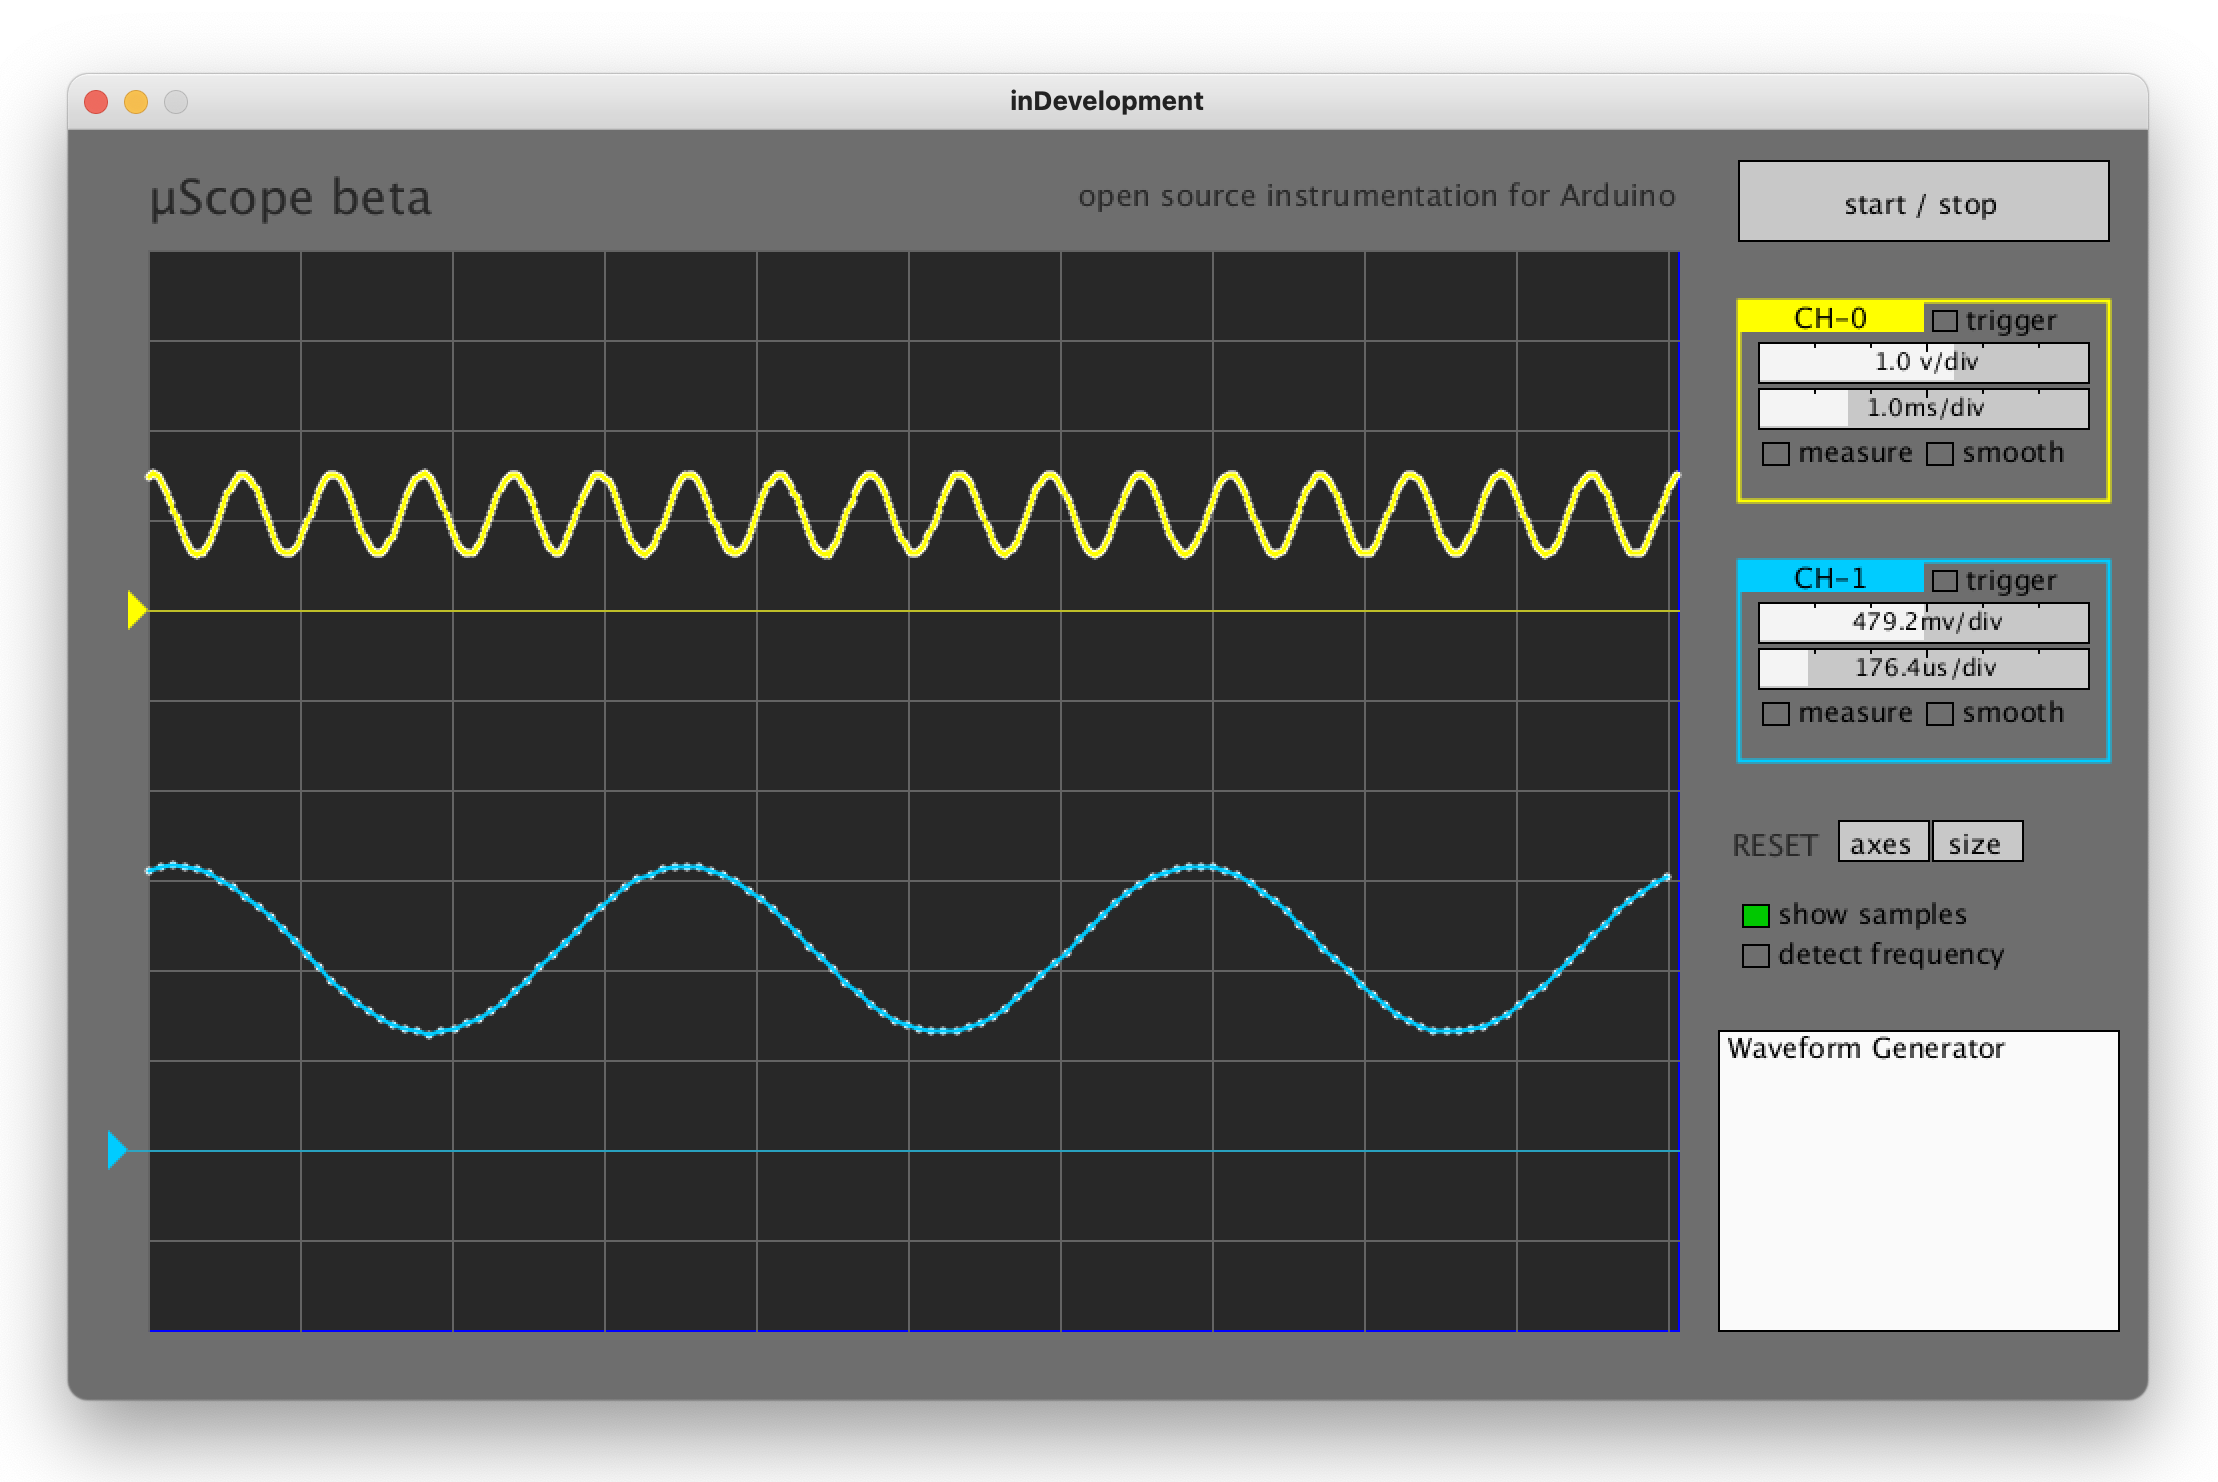 inDevelopment
µScope beta
open source instrumentation for Arduino
start / stop
CH-0
trigger
1.0 v/div
1.0ms/div
measure
smooth
CH-1
trigger
479.2mv/div
176.4us/div
measure
smooth
RESET
axes
size
show samples
detect frequency
Waveform Generator